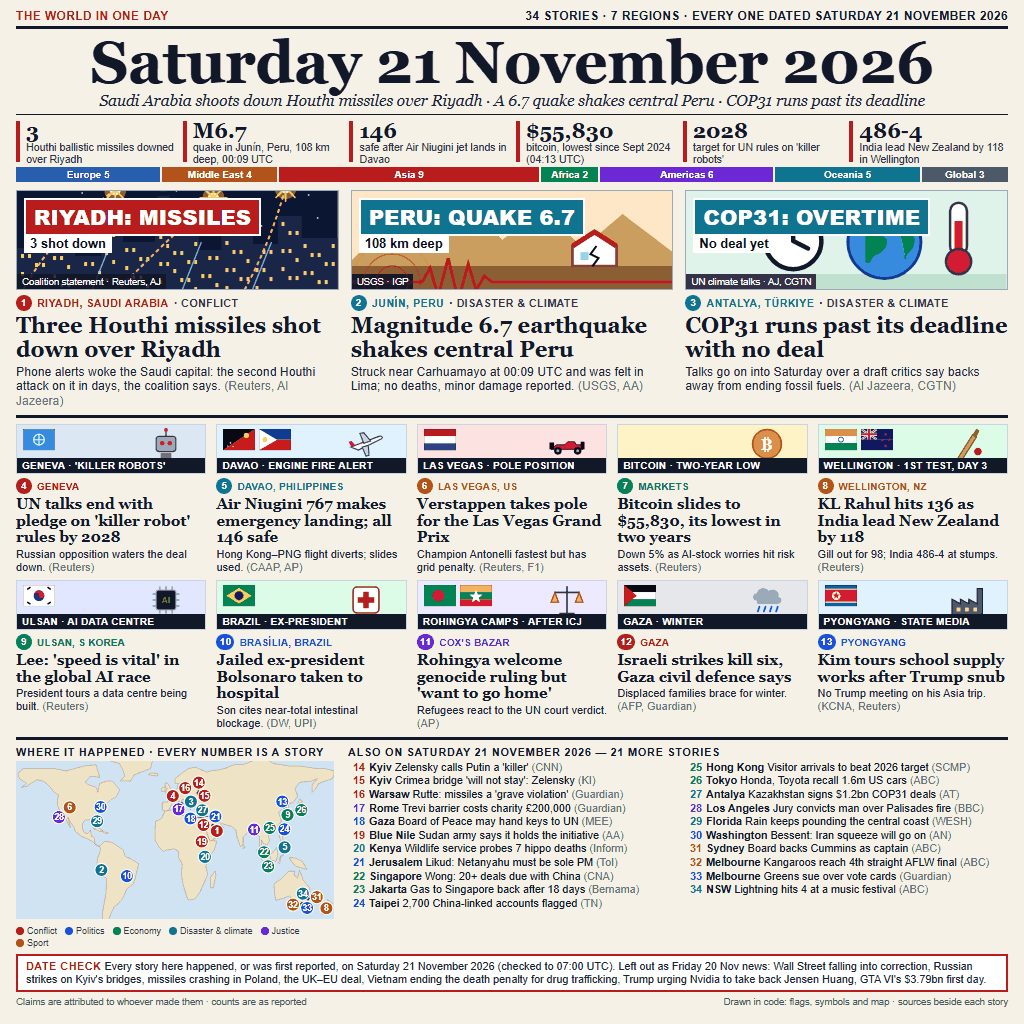 THE WORLD IN ONE DAY
34 STORIES · 7 REGIONS · EVERY ONE DATED SATURDAY 21 NOVEMBER 2026
Saturday 21 November 2026
Saudi Arabia shoots down Houthi missiles over Riyadh · A 6.7 quake shakes central Peru · COP31 runs past its deadline
3
Houthi ballistic missiles downed
over Riyadh
M6.7
quake in Junín, Peru, 108 km
deep, 00:09 UTC
146
safe after Air Niugini jet lands in
Davao
$55,830
bitcoin, lowest since Sept 2024
(04:13 UTC)
2028
target for UN rules on 'killer
robots'
486-4
India lead New Zealand by 118
in Wellington
Europe 5
Middle East 4
Asia 9
Africa 2
Americas 6
Oceania 5
Global 3
RIYADH: MISSILES
3 shot down
Coalition statement · Reuters, AJ
PERU: QUAKE 6.7
108 km deep
USGS · IGP
COP31: OVERTIME
No deal yet
UN climate talks · AJ, CGTN
1 RIYADH, SAUDI ARABIA · CONFLICT
Three Houthi missiles shot
down over Riyadh
Phone alerts woke the Saudi capital: the second Houthi
attack on it in days, the coalition says. (Reuters, Al
Jazeera)
2 JUNÍN, PERU · DISASTER & CLIMATE
Magnitude 6.7 earthquake
shakes central Peru
Struck near Carhuamayo at 00:09 UTC and was felt in
Lima; no deaths, minor damage reported. (USGS, AA)
3 ANTALYA, TÜRKIYE · DISASTER & CLIMATE
COP31 runs past its deadline
with no deal
Talks go on into Saturday over a draft critics say backs
away from ending fossil fuels. (Al Jazeera, CGTN)
GENEVA · 'KILLER ROBOTS'
4 GENEVA
UN talks end with
pledge on 'killer robot'
rules by 2028
Russian opposition waters the deal
down. (Reuters)
DAVAO · ENGINE FIRE ALERT
5 DAVAO, PHILIPPINES
Air Niugini 767 makes
emergency landing; all
146 safe
Hong Kong–PNG flight diverts; slides
used. (CAAP, AP)
LAS VEGAS · POLE POSITION
6 LAS VEGAS, US
Verstappen takes pole
for the Las Vegas Grand
Prix
Champion Antonelli fastest but has
grid penalty. (Reuters, F1)
BITCOIN · TWO-YEAR LOW
7 MARKETS
Bitcoin slides to
$55,830, its lowest in
two years
Down 5% as AI-stock worries hit risk
assets. (Reuters)
WELLINGTON · 1ST TEST, DAY 3
8 WELLINGTON, NZ
KL Rahul hits 136 as
India lead New Zealand
by 118
Gill out for 98; India 486-4 at stumps.
(Reuters)
AI
ULSAN · AI DATA CENTRE
9 ULSAN, S KOREA
Lee: 'speed is vital' in
the global AI race
President tours a data centre being
built. (Reuters)
BRAZIL · EX-PRESIDENT
10 BRASÍLIA, BRAZIL
Jailed ex-president
Bolsonaro taken to
hospital
Son cites near-total intestinal
blockage. (DW, UPI)
ROHINGYA CAMPS · AFTER ICJ
11 COX'S BAZAR
Rohingya welcome
genocide ruling but
'want to go home'
Refugees react to the UN court verdict.
(AP)
GAZA · WINTER
12 GAZA
Israeli strikes kill six,
Gaza civil defence says
Displaced families brace for winter.
(AFP, Guardian)
PYONGYANG · STATE MEDIA
13 PYONGYANG
Kim tours school supply
works after Trump snub
No Trump meeting on his Asia trip.
(KCNA, Reuters)
WHERE IT HAPPENED · EVERY NUMBER IS A STORY
Conflict Politics Economy Disaster & climate Justice
Sport
ALSO ON SATURDAY 21 NOVEMBER 2026 — 21 MORE STORIES
14 Kyiv Zelensky calls Putin a 'killer' (CNN)
15 Kyiv Crimea bridge 'will not stay': Zelensky (KI)
16 Warsaw Rutte: missiles a 'grave violation' (Guardian)
17 Rome Trevi barrier costs charity £200,000 (Guardian)
18 Gaza Board of Peace may hand keys to UN (MEE)
19 Blue Nile Sudan army says it holds the initiative (AA)
20 Kenya Wildlife service probes 7 hippo deaths (Inform)
21 Jerusalem Likud: Netanyahu must be sole PM (ToI)
22 Singapore Wong: 20+ deals due with China (CNA)
23 Jakarta Gas to Singapore back after 18 days (Bernama)
24 Taipei 2,700 China-linked accounts flagged (TN)
25 Hong Kong Visitor arrivals to beat 2026 target (SCMP)
26 Tokyo Honda, Toyota recall 1.6m US cars (ABC)
27 Antalya Kazakhstan signs $1.2bn COP31 deals (AT)
28 Los Angeles Jury convicts man over Palisades fire (BBC)
29 Florida Rain keeps pounding the central coast (WESH)
30 Washington Bessent: Iran squeeze will go on (AN)
31 Sydney Board backs Cummins as captain (ABC)
32 Melbourne Kangaroos reach 4th straight AFLW final (ABC)
33 Melbourne Greens sue over vote cards (Guardian)
34 NSW Lightning hits 4 at a music festival (ABC)
DATE CHECK Every story here happened, or was first reported, on Saturday 21 November 2026 (checked to 07:00 UTC). Left out as Friday 20 Nov news: Wall Street falling into correction, Russian
strikes on Kyiv's bridges, missiles crashing in Poland, the UK–EU deal, Vietnam ending the death penalty for drug trafficking, Trump urging Nvidia to take back Jensen Huang, GTA VI's $3.79bn first day.
Claims are attributed to whoever made them · counts are as reported
Drawn in code: flags, symbols and map · sources beside each story